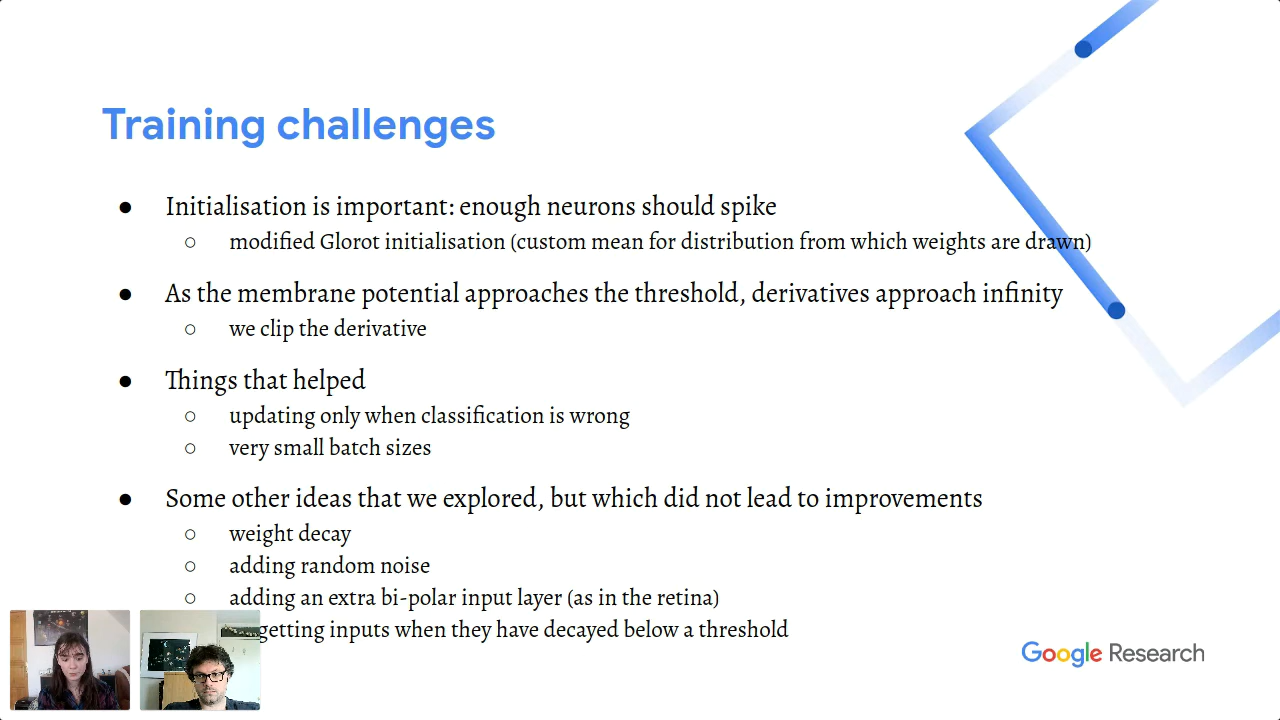 Training challenges
● Initialisation is important: enough neurons should spike
○ modified Glorot initialisation (custom mean for distribution from which weights are drawn)
● As the membrane potential approaches the threshold, derivatives approach infinity
○ we clip the derivative
● Things that helped
○ updating only when classification is wrong
○ very small batch sizes
● Some other ideas that we explored, but which did not lead to improvements
○ weight decay
○ adding random noise
○ adding an extra bi-polar input layer (as in the retina)
getting inputs when they have decayed below a threshold
Google Research